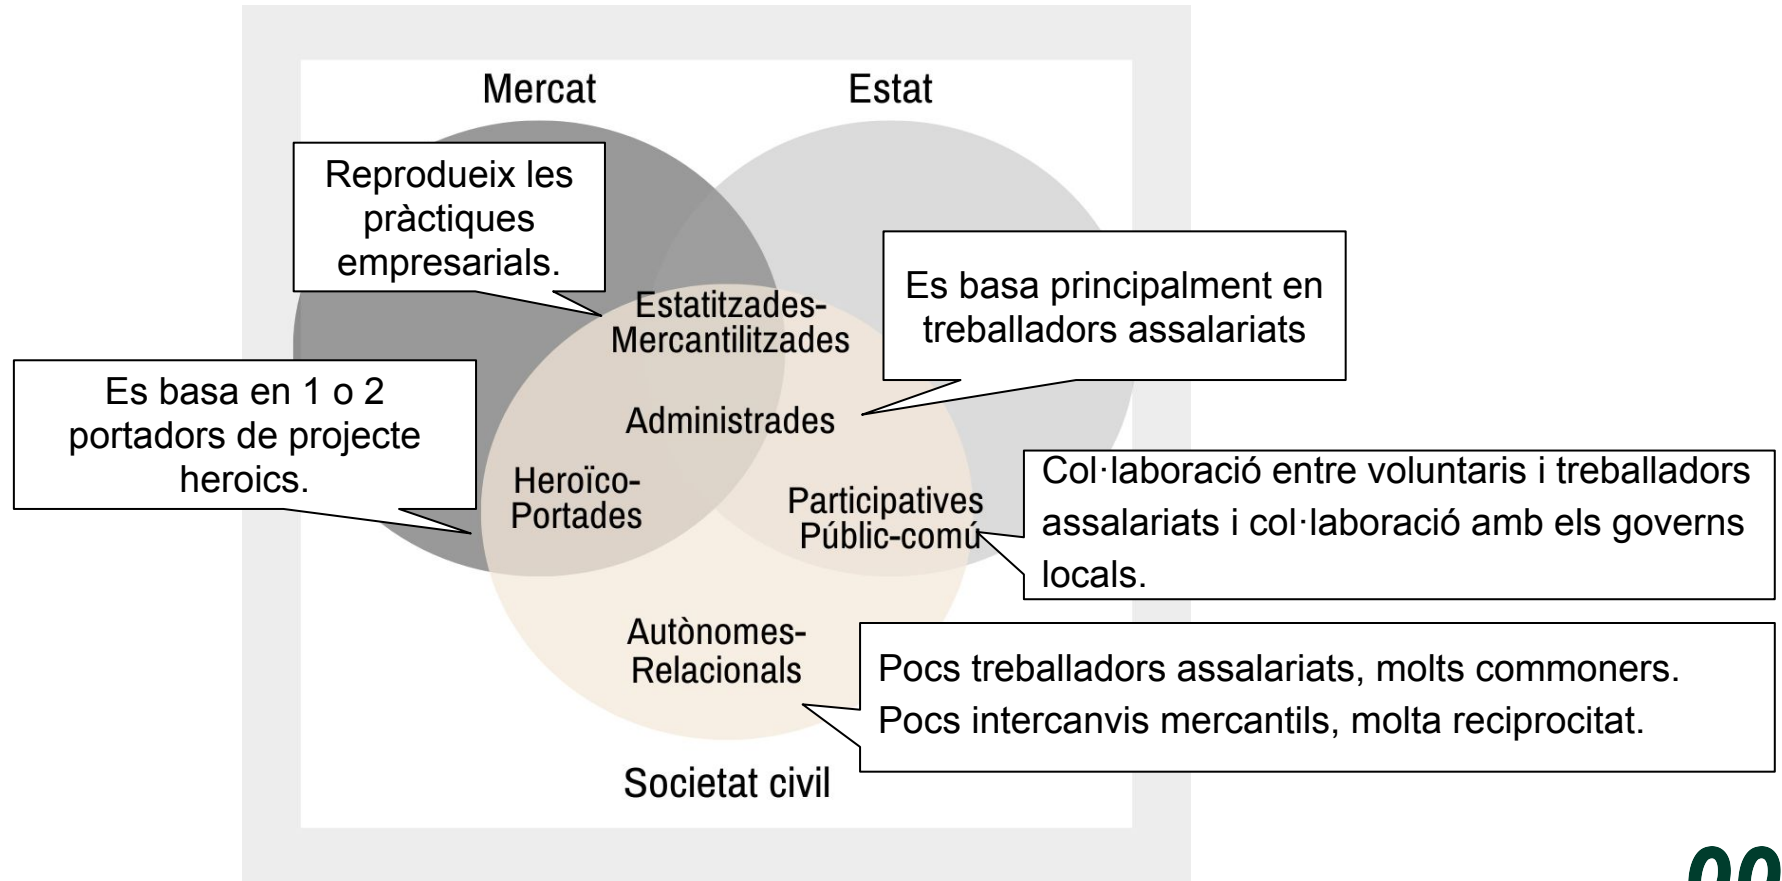 Mercat
Estat
Reprodueix les
pràctiques
empresarials.
Estatitzades-
Mercantilitzades
Es basa principalment en
treballadors assalariats
Es basa en 1 o 2
portadors de projecte
heroics.
Administrades
Heroïco-
Portades
Participatives
Públic-comú
Col·laboració entre voluntaris i treballadors
assalariats i col·laboració amb els governs
locals.
Autònomes-
Relacionals
Pocs treballadors assalariats, molts commoners.
Pocs intercanvis mercantils, molta reciprocitat.
Societat civil